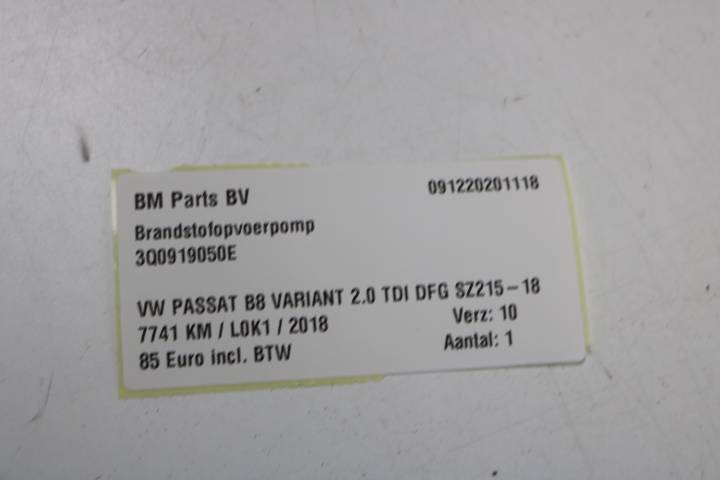 BM Parts BV 091220201118
Brandstofopvoerpomp
3Q0919050E
VW PASSAT B8 VARIANT 2.0 TDI DFG SZ215-18
7741 KM / L0K1 / 2018 Verz: 10
85 Euro incl. BTW Aantal: 1